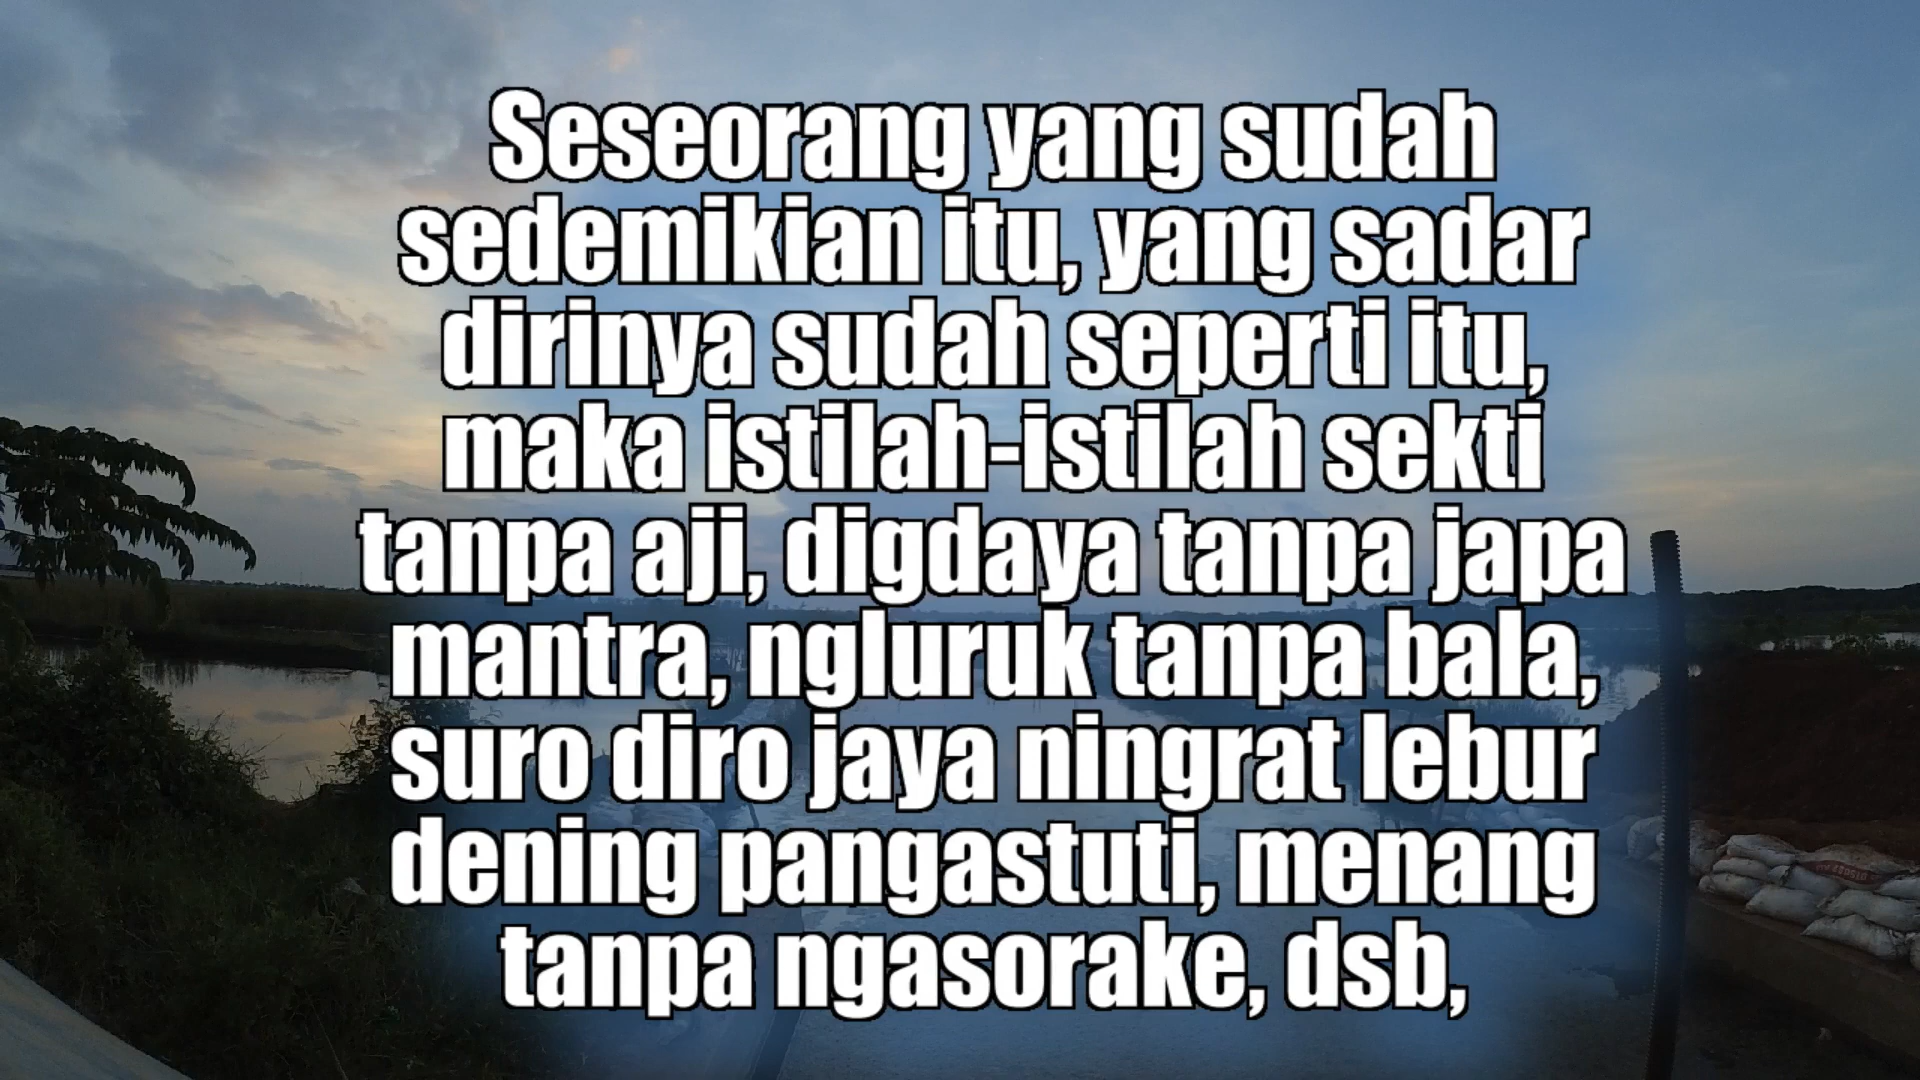 Seseorang yang sudah
sedemikian itu, yang sadar
dirinya sudah seperti itu,
maka istilah-istilah sekti
tanpa aji, digdaya tanpa japa
mantra, ngluruk tanpa bala,
suro diro jaya ningrat lebur
dening pangastuti, menang
tanpa ngasorake, dsb,